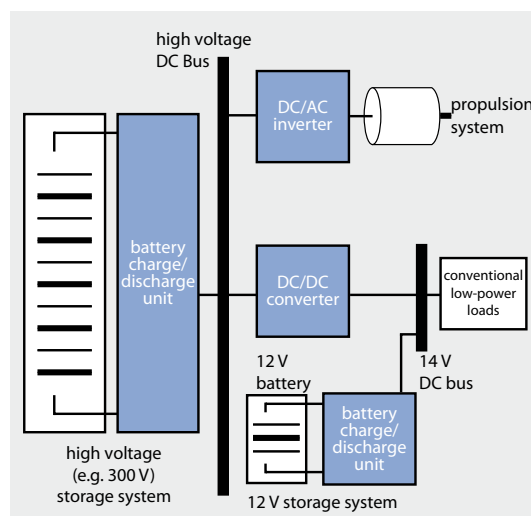 high voltage
DC Bus
DC/AC
inverter
propulsion
system
battery
charge/
discharge
unit
DC/DC
converter
conventional
low-power
loads
12 V
battery
14 V
DC bus
battery
charge/
discharge
unit
high voltage
(e.g. 300 V)
storage system
12 V storage system